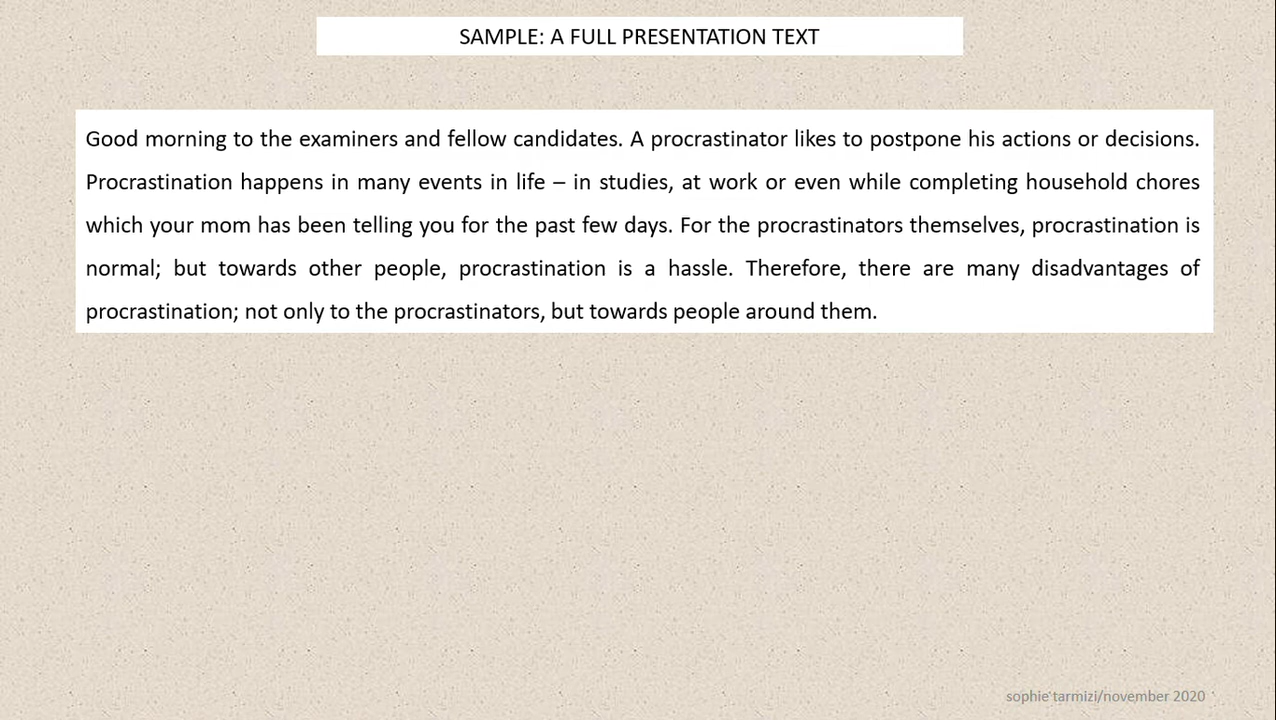 SAMPLE: A FULL PRESENTATION TEXT
Good morning to the examiners and fellow candidates. A procrastinator likes to postpone his actions or decisions.
Procrastination happens in many events in life – in studies, at work or even while completing household chores
which your mom has been telling you for the past few days. For the procrastinators themselves, procrastination is
normal; but towards other people, procrastination is a hassle. Therefore, there are many disadvantages of
procrastination; not only to the procrastinators, but towards people around them.
sophie tarmizi/november 2020